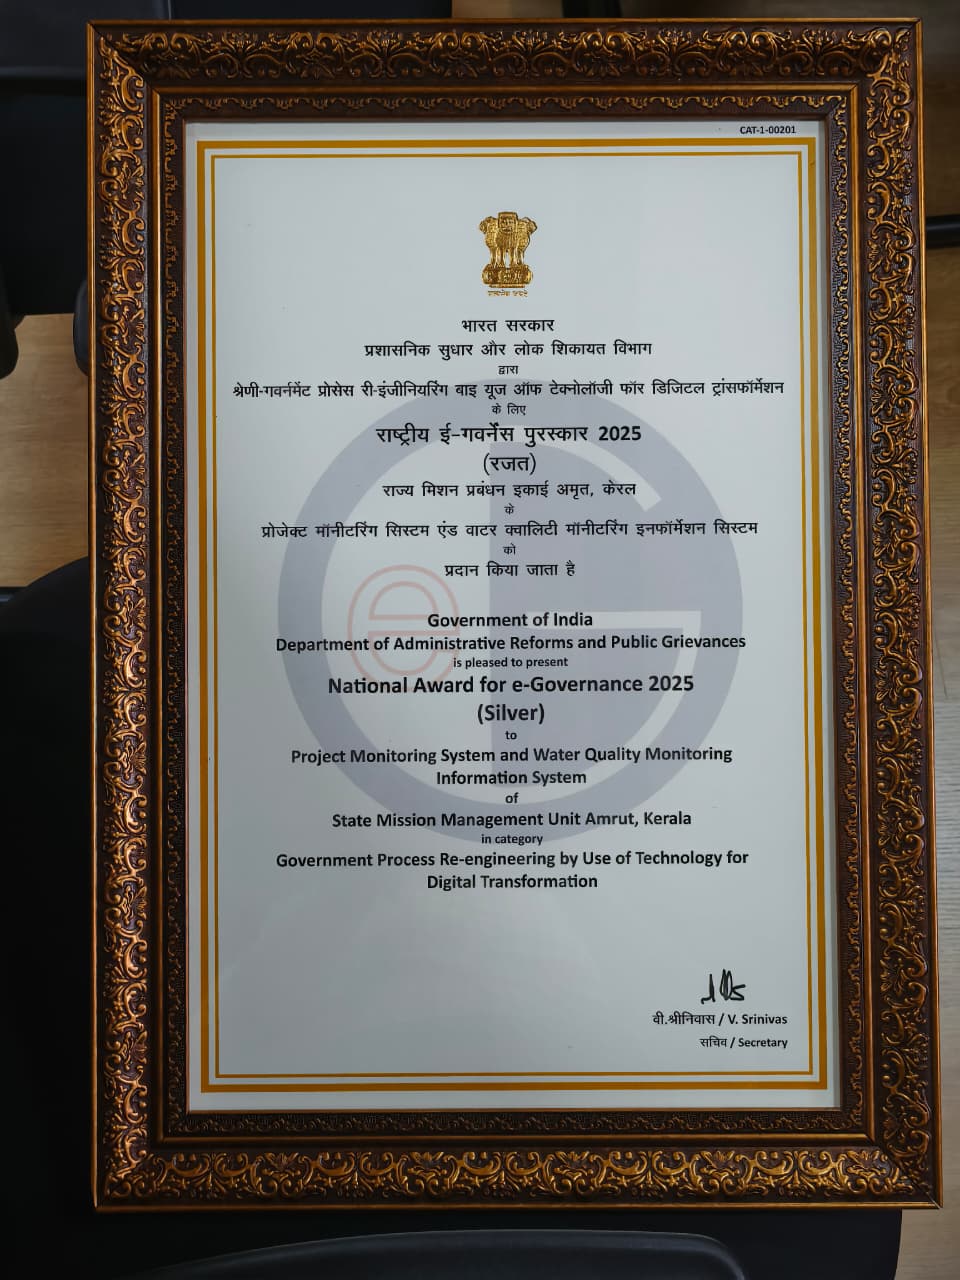 CAT-1-00201
सत्यमेव जयते
भारत सरकार
प्रशासनिक सुधार और लोक शिकायत विभाग
द्वारा
श्रेणी-गवर्नमेंट प्रोसेस री-इंजीनियरिंग बाइ यूज ऑफ टेक्नोलॉजी फॉर डिजिटल ट्रांसफॉर्मेशन
के लिए
राष्ट्रीय ई-गवर्नेंस पुरस्कार 2025
(रजत)
राज्य मिशन प्रबंधन इकाई अमृत, केरल
के
प्रोजेक्ट मॉनीटरिंग सिस्टम एंड वाटर क्वालिटी मॉनीटरिंग इनफॉर्मेशन सिस्टम
को
प्रदान किया जाता है
Government of India
Department of Administrative Reforms and Public Grievances
is pleased to present
National Award for e-Governance 2025
(Silver)
to
Project Monitoring System and Water Quality Monitoring
Information System
of
State Mission Management Unit Amrut, Kerala
in category
Government Process Re-engineering by Use of Technology for
Digital Transformation
वी.श्रीनिवास / V. Srinivas
सचिव / Secretary